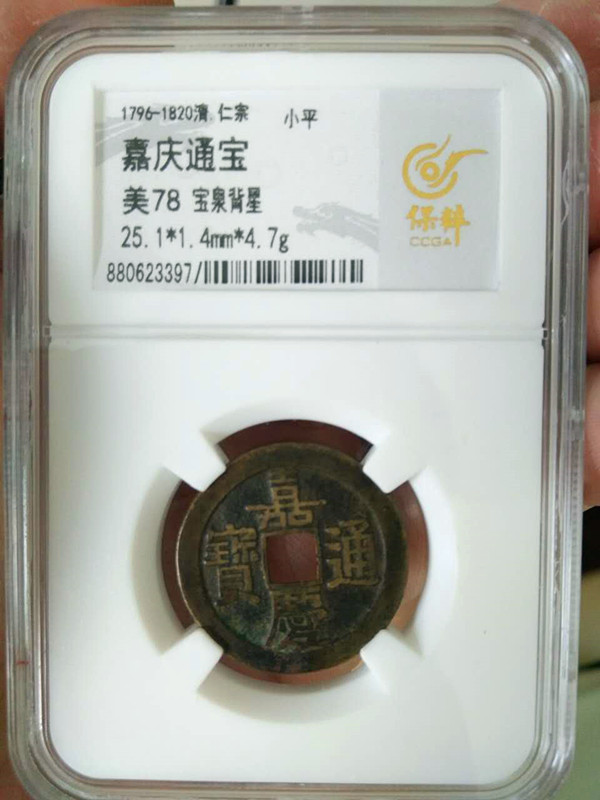 1796-1820清.仁宗 小平
嘉庆通宝
美78 宝泉背星
25.1*1.4mm*4.7g
880623397/
保粹
CCGA
嘉
寳 通
慶